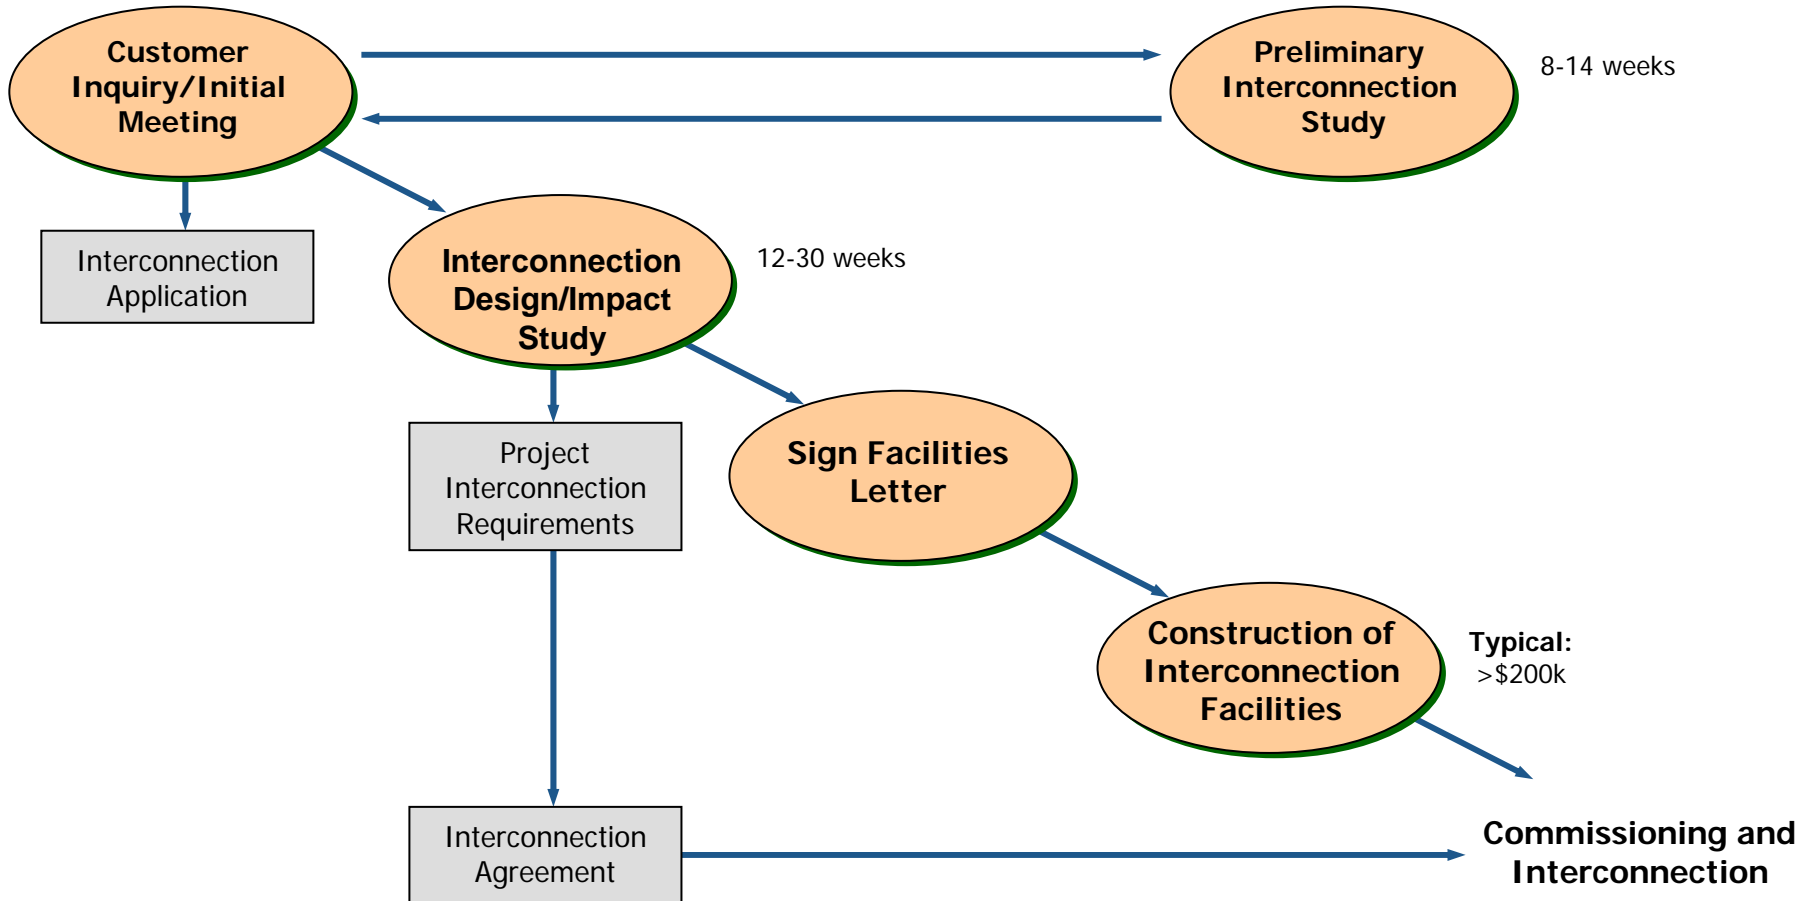 Customer
Inquiry/Initial
Meeting
Preliminary
Interconnection
Study
8-14 weeks
Interconnection
Application
Interconnection
Design/Impact
Study
12-30 weeks
Project
Interconnection
Requirements
Sign Facilities
Letter
Construction of
Interconnection
Facilities
Typical:
>$200k
Interconnection
Agreement
Commissioning and
Interconnection